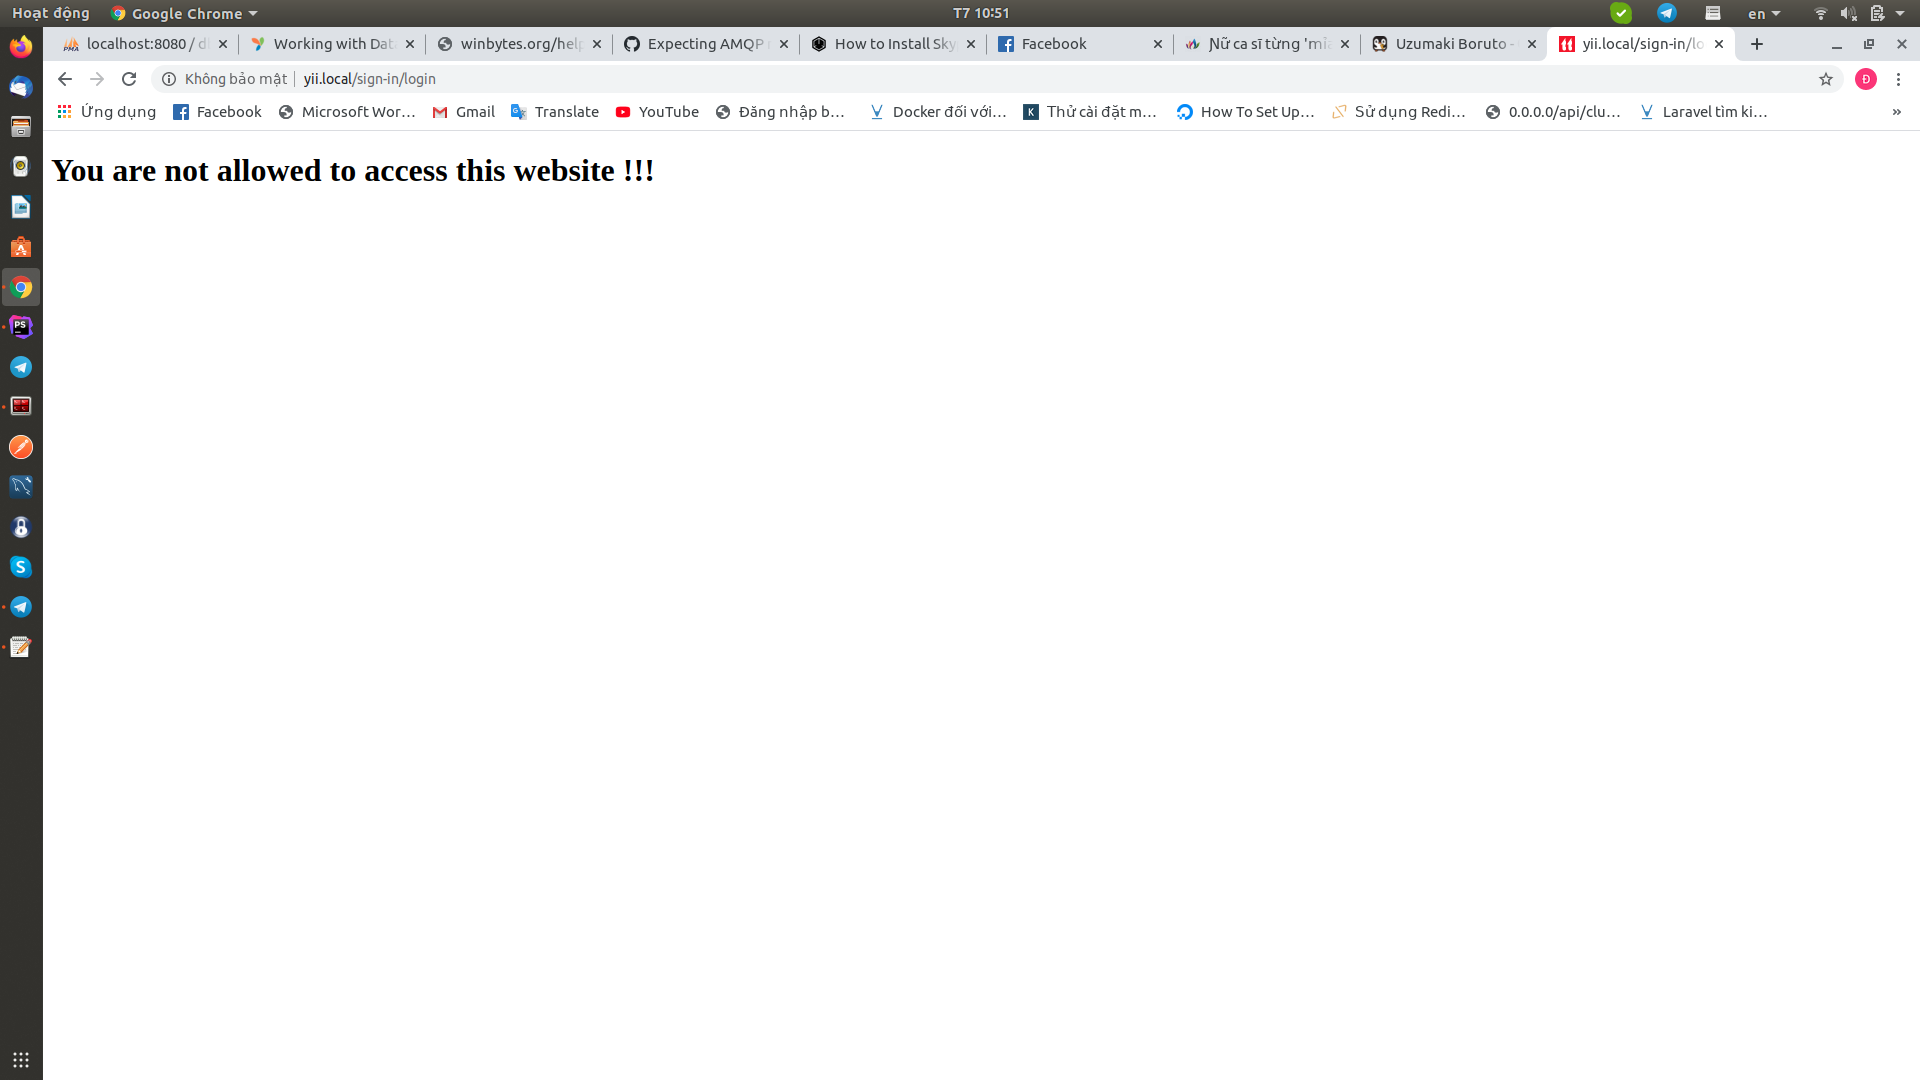 Hoạt động Google Chrome T7 10:51 en
localhost:8080 / d Working with Dat winbytes.org/help Expecting AMQP How to Install Sky Facebook Nữ ca sĩ từng 'mỉa Uzumaki Boruto - yii.local/sign-in/lo
Không bảo mật yii.local/sign-in/login Đ
Ứng dụng Facebook Microsoft Wor… Gmail Translate YouTube Đăng nhập b… Docker đối với… K Thử cài đặt m… How To Set Up… Sử dụng Redi… 0.0.0.0/api/clu… Laravel tìm ki… »
You are not allowed to access this website !!!